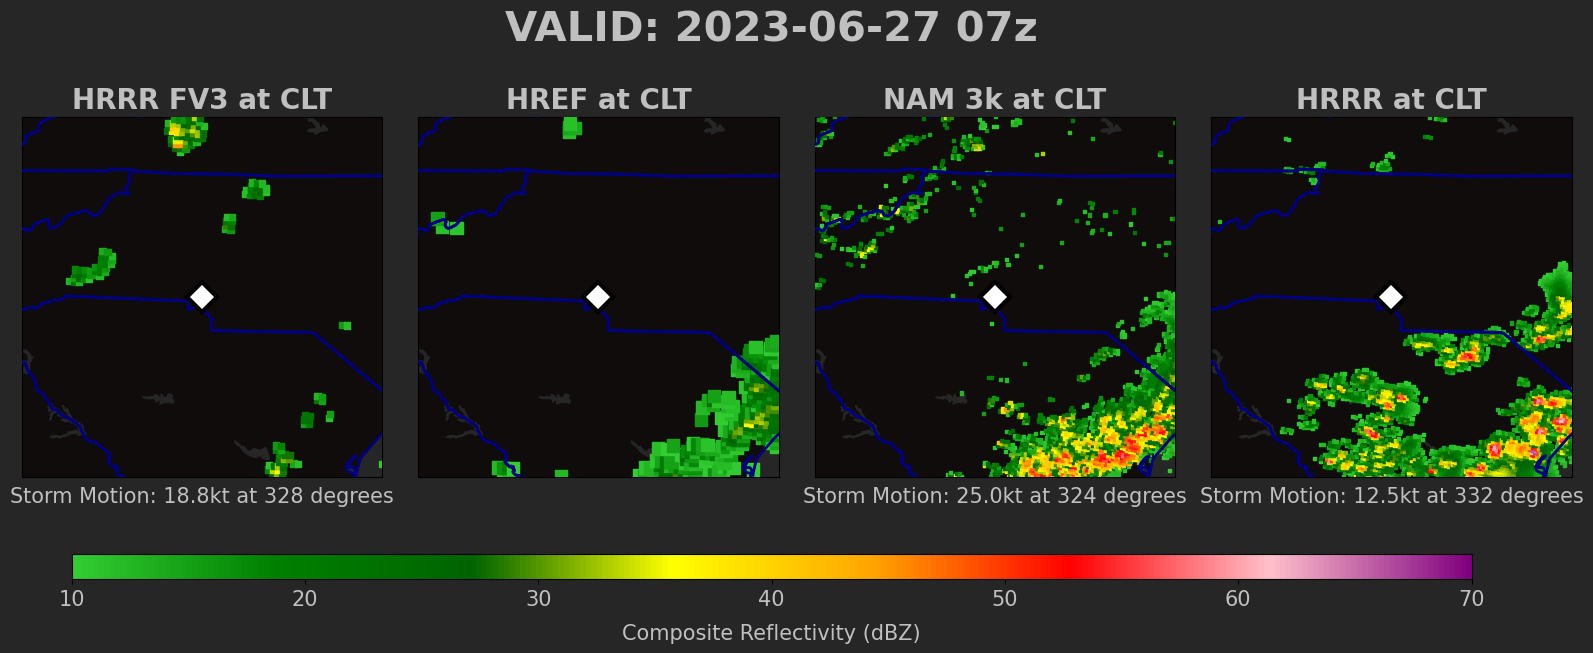 VALID: 2023-06-27 07z
HRRR FV3 at CLT
HREF at CLT
NAM 3k at CLT
HRRR at CLT
Storm Motion: 18.8kt at 328 degrees
Storm Motion: 25.0kt at 324 degrees
Storm Motion: 12.5kt at 332 degrees
10 20 30 40 50 60 70
Composite Reflectivity (dBZ)